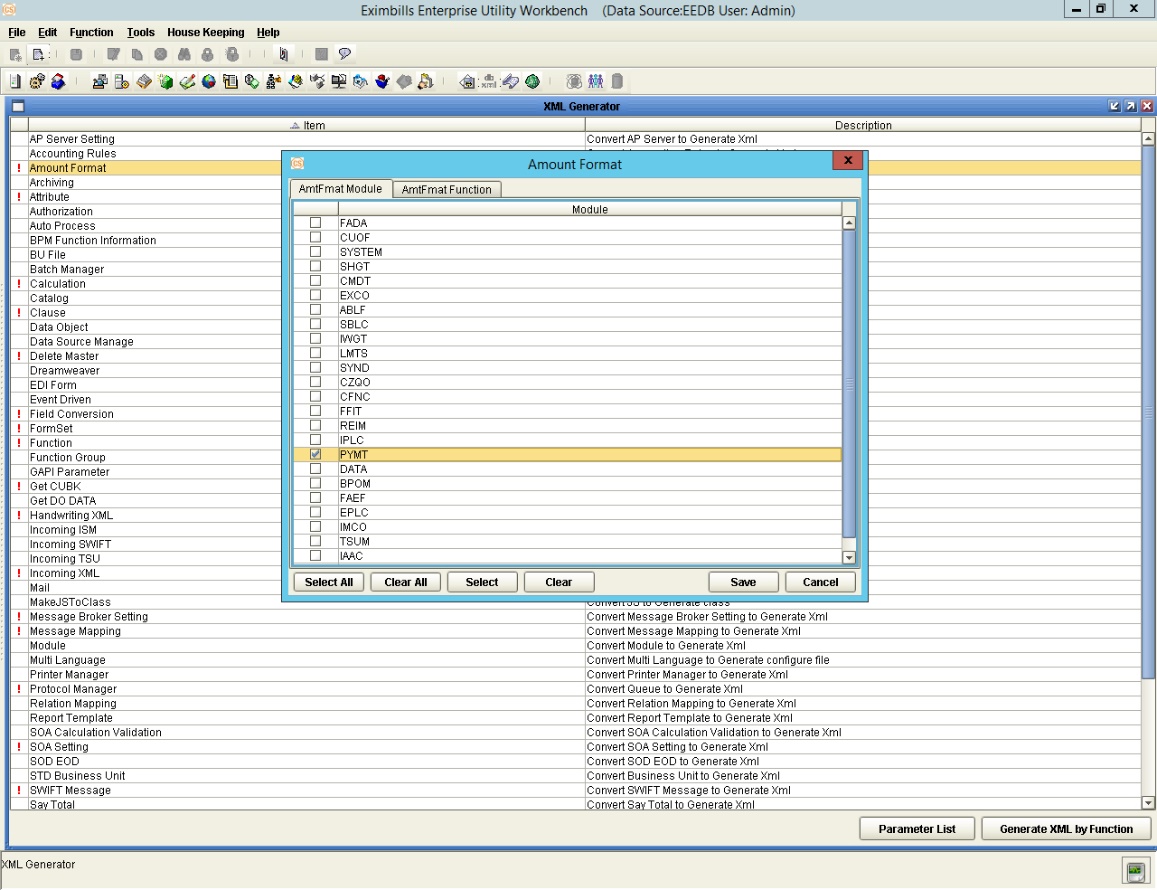 Eximbills Enterprise Utility Workbench (Data Source:EEDB User: Admin)
File Edit Function Tools House Keeping Help
XML Generator
Item Description
AP Server Setting Convert AP Server to Generate Xml
Accounting Rules
! Amount Format
Archiving
! Attribute
Authorization
Auto Process
BPM Function Information
BU File
Batch Manager
! Calculation
Catalog
! Clause
Data Object
Data Source Manage
! Delete Master
Dreamweaver
EDI Form
Event Driven
! Field Conversion
! FormSet
! Function
Function Group
GAPI Parameter
! Get CUBK
Get DO DATA
! Handwriting XML
Incoming ISM
Incoming SWIFT
Incoming TSU
! Incoming XML
Mail
MakeJSToClass Convert JS to Generate class
! Message Broker Setting Convert Message Broker Setting to Generate Xml
! Message Mapping Convert Message Mapping to Generate Xml
Module Convert Module to Generate Xml
Multi Language Convert Multi Language to Generate configure file
Printer Manager Convert Printer Manager to Generate Xml
! Protocol Manager Convert Queue to Generate Xml
Relation Mapping Convert Relation Mapping to Generate Xml
Report Template Convert Report Template to Generate Xml
SOA Calculation Validation Convert SOA Calculation Validation to Generate Xml
! SOA Setting Convert SOA Setting to Generate Xml
SOD EOD Convert SOD EOD to Generate Xml
STD Business Unit Convert Business Unit to Generate Xml
! SWIFT Message Convert SWIFT Message to Generate Xml
Say Total Convert Say Total to Generate Xml
Amount Format
AmtFmat Module AmtFmat Function
Module
FADA
CUOF
SYSTEM
SHGT
CMDT
EXCO
ABLF
SBLC
IWGT
LMTS
SYND
CZQO
CFNC
FFIT
REIM
IPLC
PYMT
DATA
BPOM
FAEF
EPLC
IMCO
TSUM
IAAC
Select All Clear All Select Clear Save Cancel
Parameter List Generate XML by Function
XML Generator